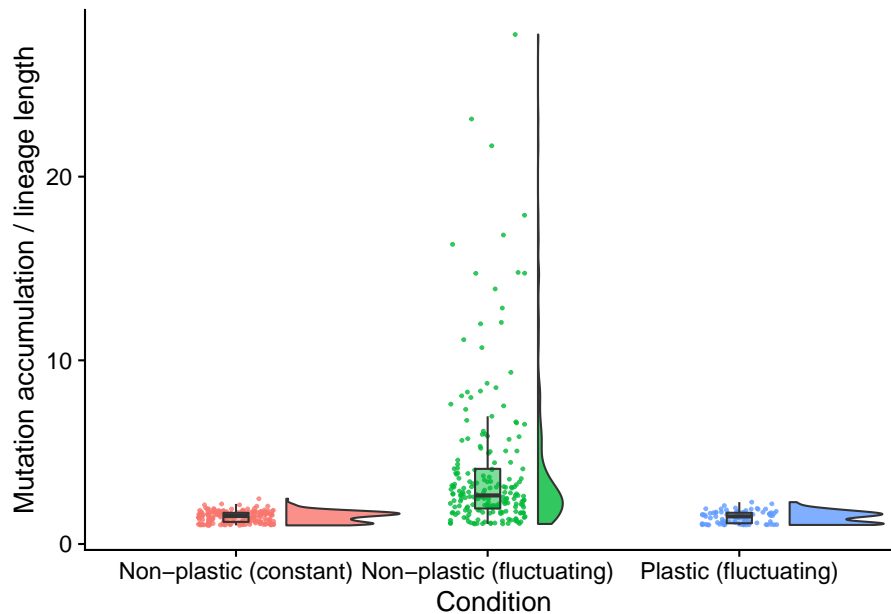 Mutation accumulation / lineage length
20
10
0
Non−plastic (constant) Non−plastic (fluctuating) Plastic (fluctuating)
Condition